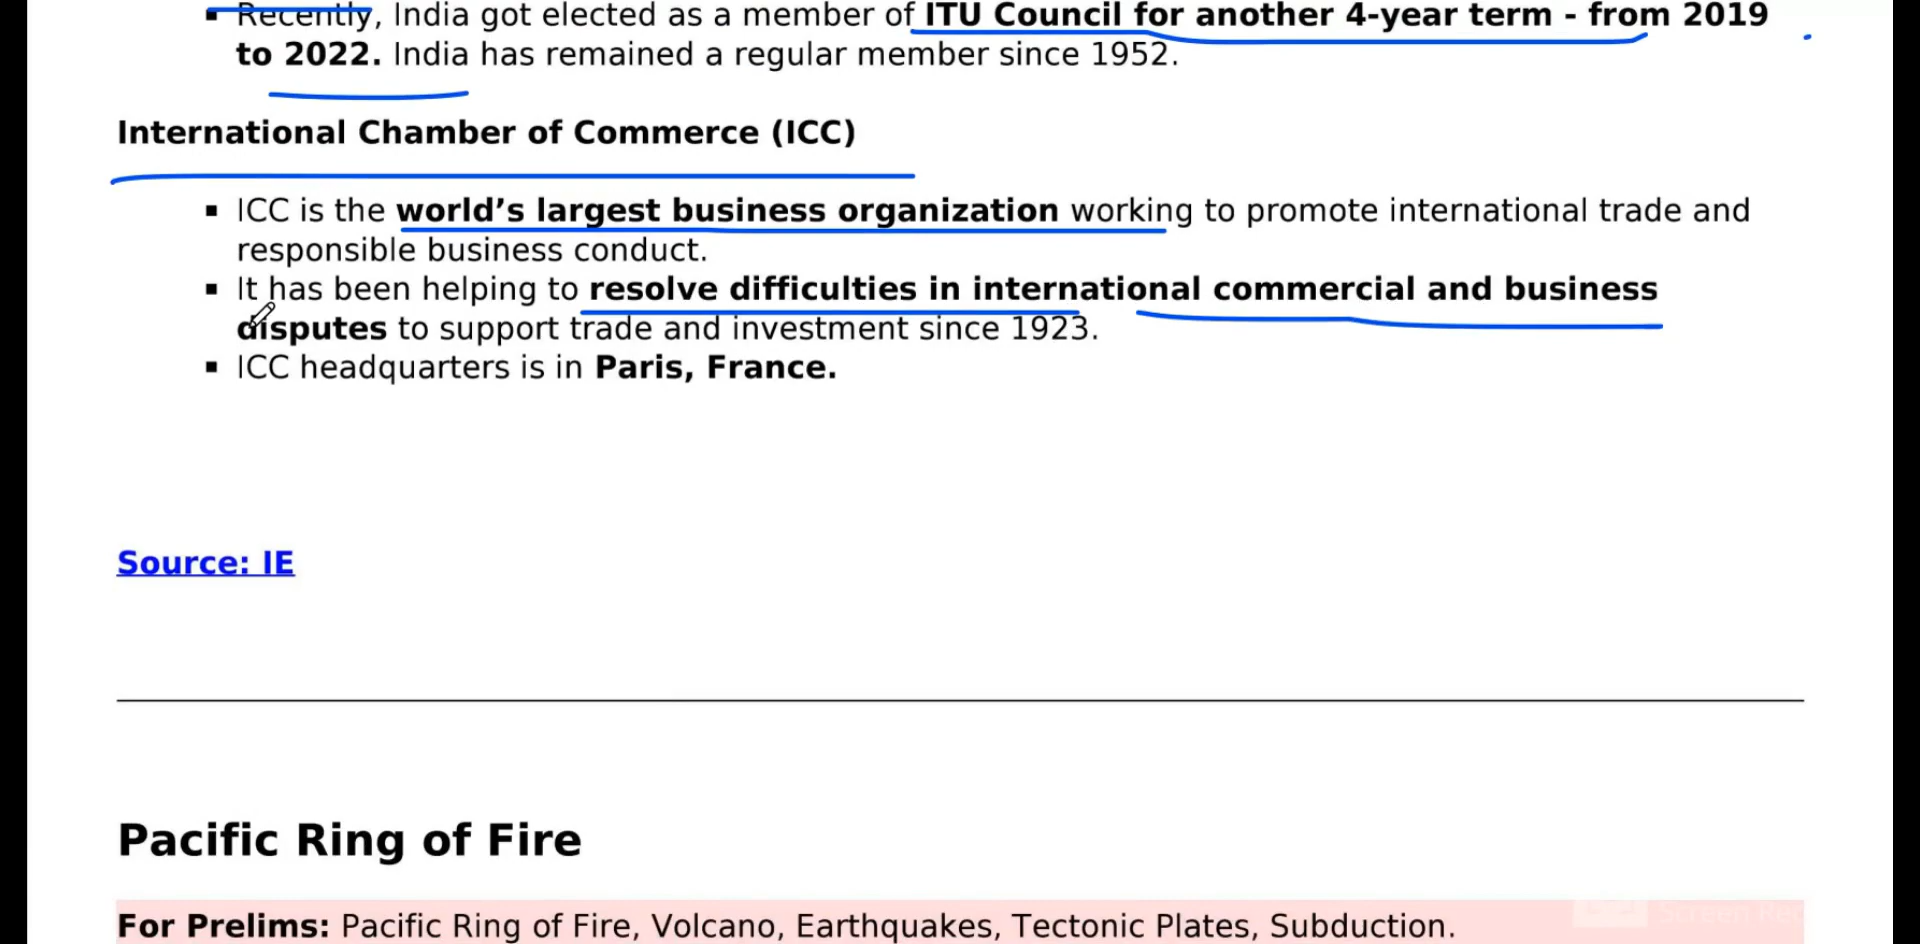 ▪ Recently, India got elected as a member of ITU Council for another 4-year term - from 2019
to 2022. India has remained a regular member since 1952.
International Chamber of Commerce (ICC)
▪ ICC is the world’s largest business organization working to promote international trade and
responsible business conduct.
▪ It has been helping to resolve difficulties in international commercial and business
disputes to support trade and investment since 1923.
▪ ICC headquarters is in Paris, France.
Source: IE
Pacific Ring of Fire
For Prelims: Pacific Ring of Fire, Volcano, Earthquakes, Tectonic Plates, Subduction.